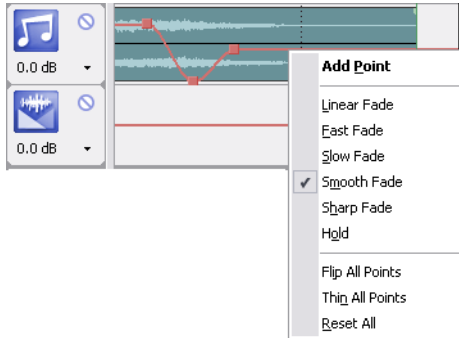 0.0 dB
0.0 dB
Add Point
Linear Fade
Fast Fade
Slow Fade
Smooth Fade
Sharp Fade
Hold
Flip All Points
Thin All Points
Reset All